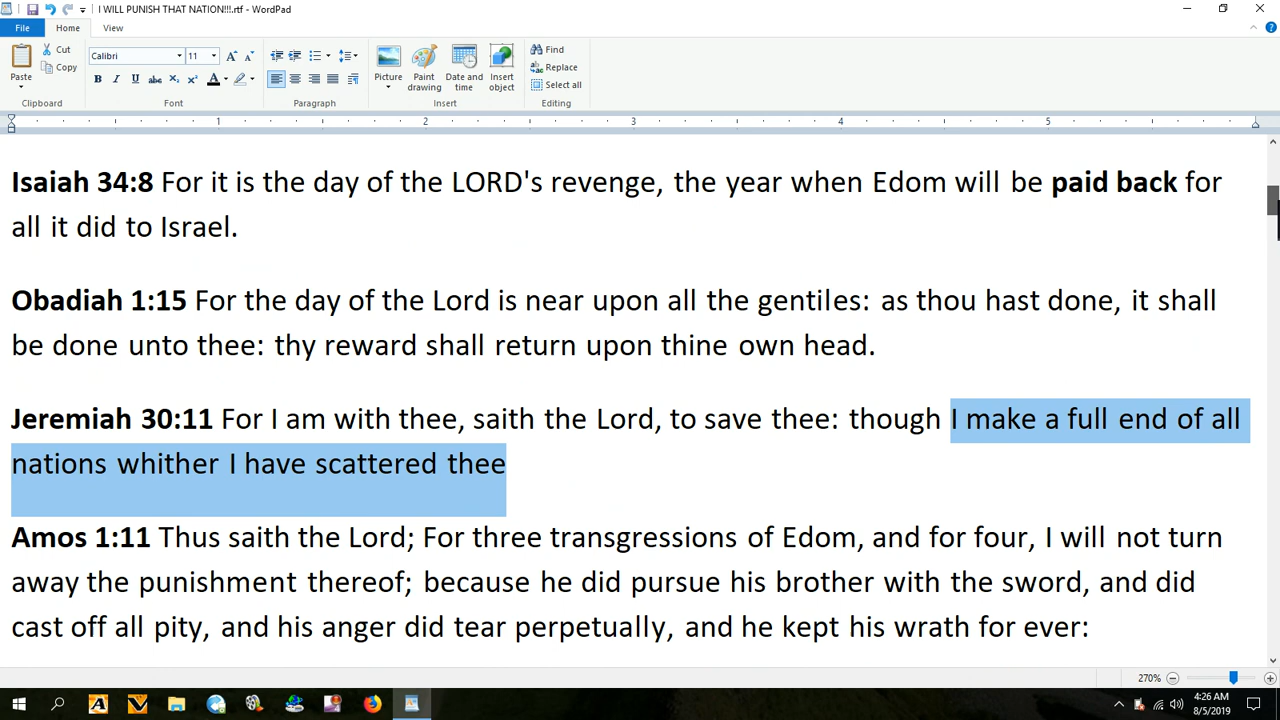 I WILL PUNISH THAT NATION!!!.rtf - WordPad
File Home View
Paste
Cut
Copy
Clipboard
Calibri 11
B I U abc X₂ X² A
Font
Paragraph
Picture
Paint drawing
Date and time
Insert object
Insert
Find
Replace
Select all
Editing
1 2 3 4 5
Isaiah 34:8 For it is the day of the LORD's revenge, the year when Edom will be paid back for
all it did to Israel.
Obadiah 1:15 For the day of the Lord is near upon all the gentiles: as thou hast done, it shall
be done unto thee: thy reward shall return upon thine own head.
Jeremiah 30:11 For I am with thee, saith the Lord, to save thee: though I make a full end of all
nations whither I have scattered thee
Amos 1:11 Thus saith the Lord; For three transgressions of Edom, and for four, I will not turn
away the punishment thereof; because he did pursue his brother with the sword, and did
cast off all pity, and his anger did tear perpetually, and he kept his wrath for ever:
270%
4:26 AM
8/5/2019